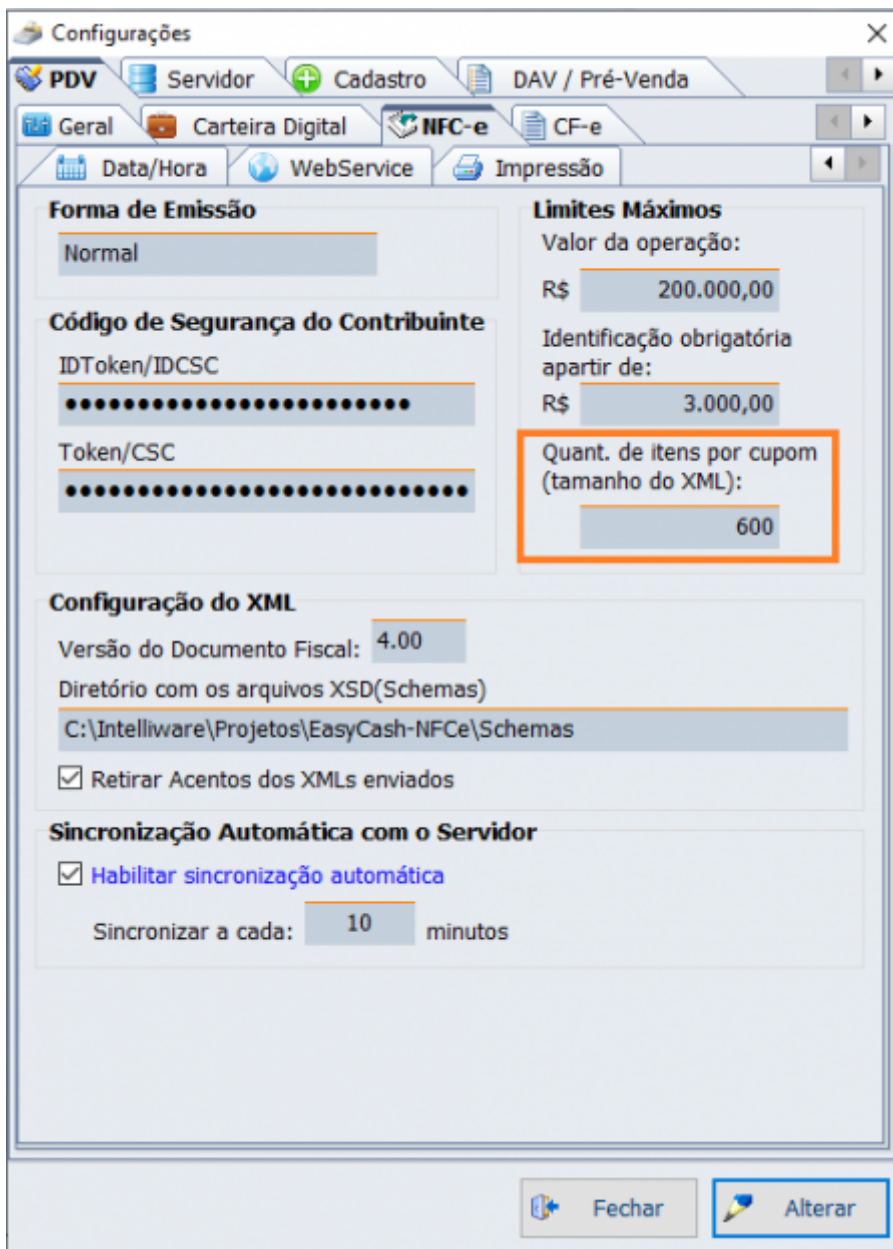 Configurações
PDV Servidor Cadastro DAV / Pré-Venda
Geral Carteira Digital NFC-e CF-e
Data/Hora WebService Impressão
Forma de Emissão
Normal
Código de Segurança do Contribuinte
IDToken/IDCSC
••••••••••••••••••••••••
Token/CSC
••••••••••••••••••••••••••••
Limites Máximos
Valor da operação:
R$ 200.000,00
Identificação obrigatória
apartir de:
R$ 3.000,00
Quant. de itens por cupom
(tamanho do XML):
600
Configuração do XML
Versão do Documento Fiscal: 4.00
Diretório com os arquivos XSD(Schemas)
C:\Intelliware\Projetos\EasyCash-NFCe\Schemas
Retirar Acentos dos XMLs enviados
Sincronização Automática com o Servidor
Habilitar sincronização automática
Sincronizar a cada: 10 minutos
Fechar Alterar